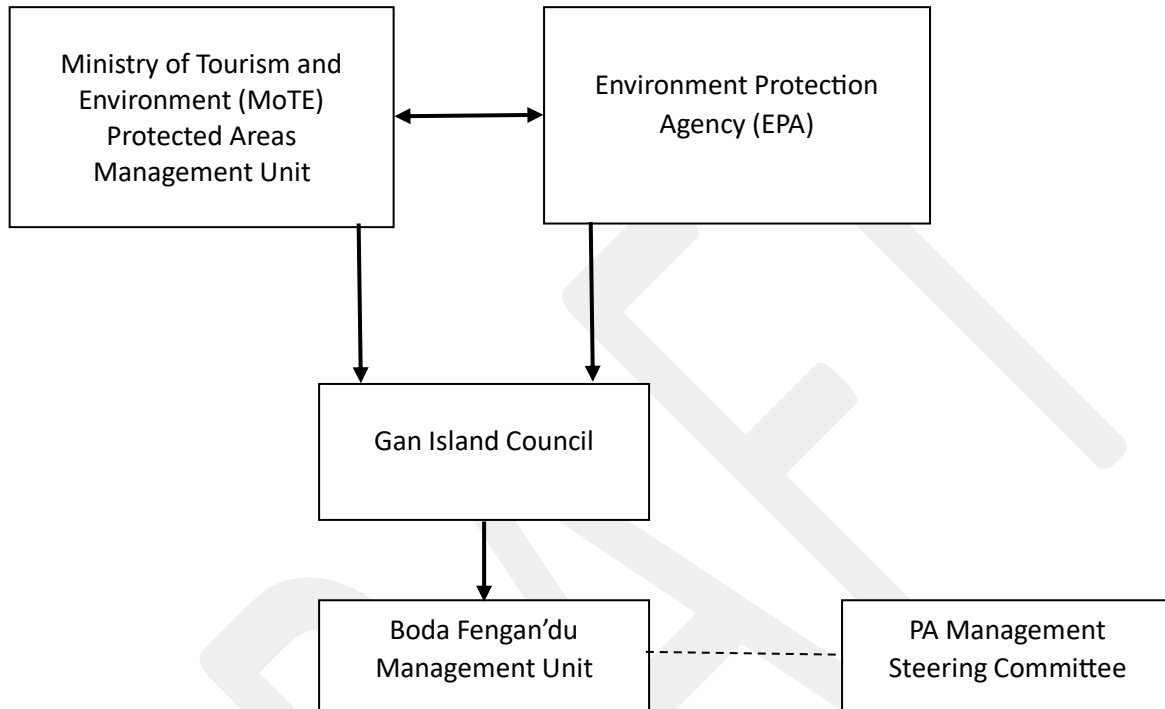 Ministry of Tourism and
Environment (MoTE)
Protected Areas
Management Unit
Environment Protection
Agency (EPA)
Gan Island Council
Boda Fengan’du
Management Unit
PA Management
Steering Committee
DRAFT